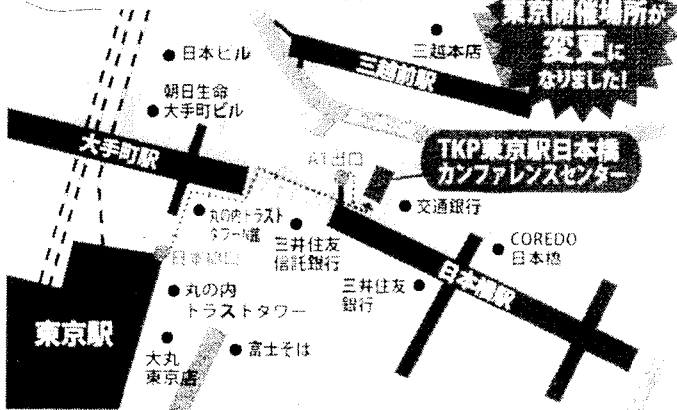 東京開催場所が
変更に
なりました!
日本ビル
三越本店
三越前駅
朝日生命
大手町ビル
大手町駅
A1出口
TKP東京駅日本橋
カンファレンスセンター
交通銀行
丸の内トラスト
タワーN館
三井住友
信託銀行
COREDO
日本橋
日本橋口
日本橋駅
三井住友
銀行
丸の内
トラストタワー
東京駅
大丸
東京店
富士そば